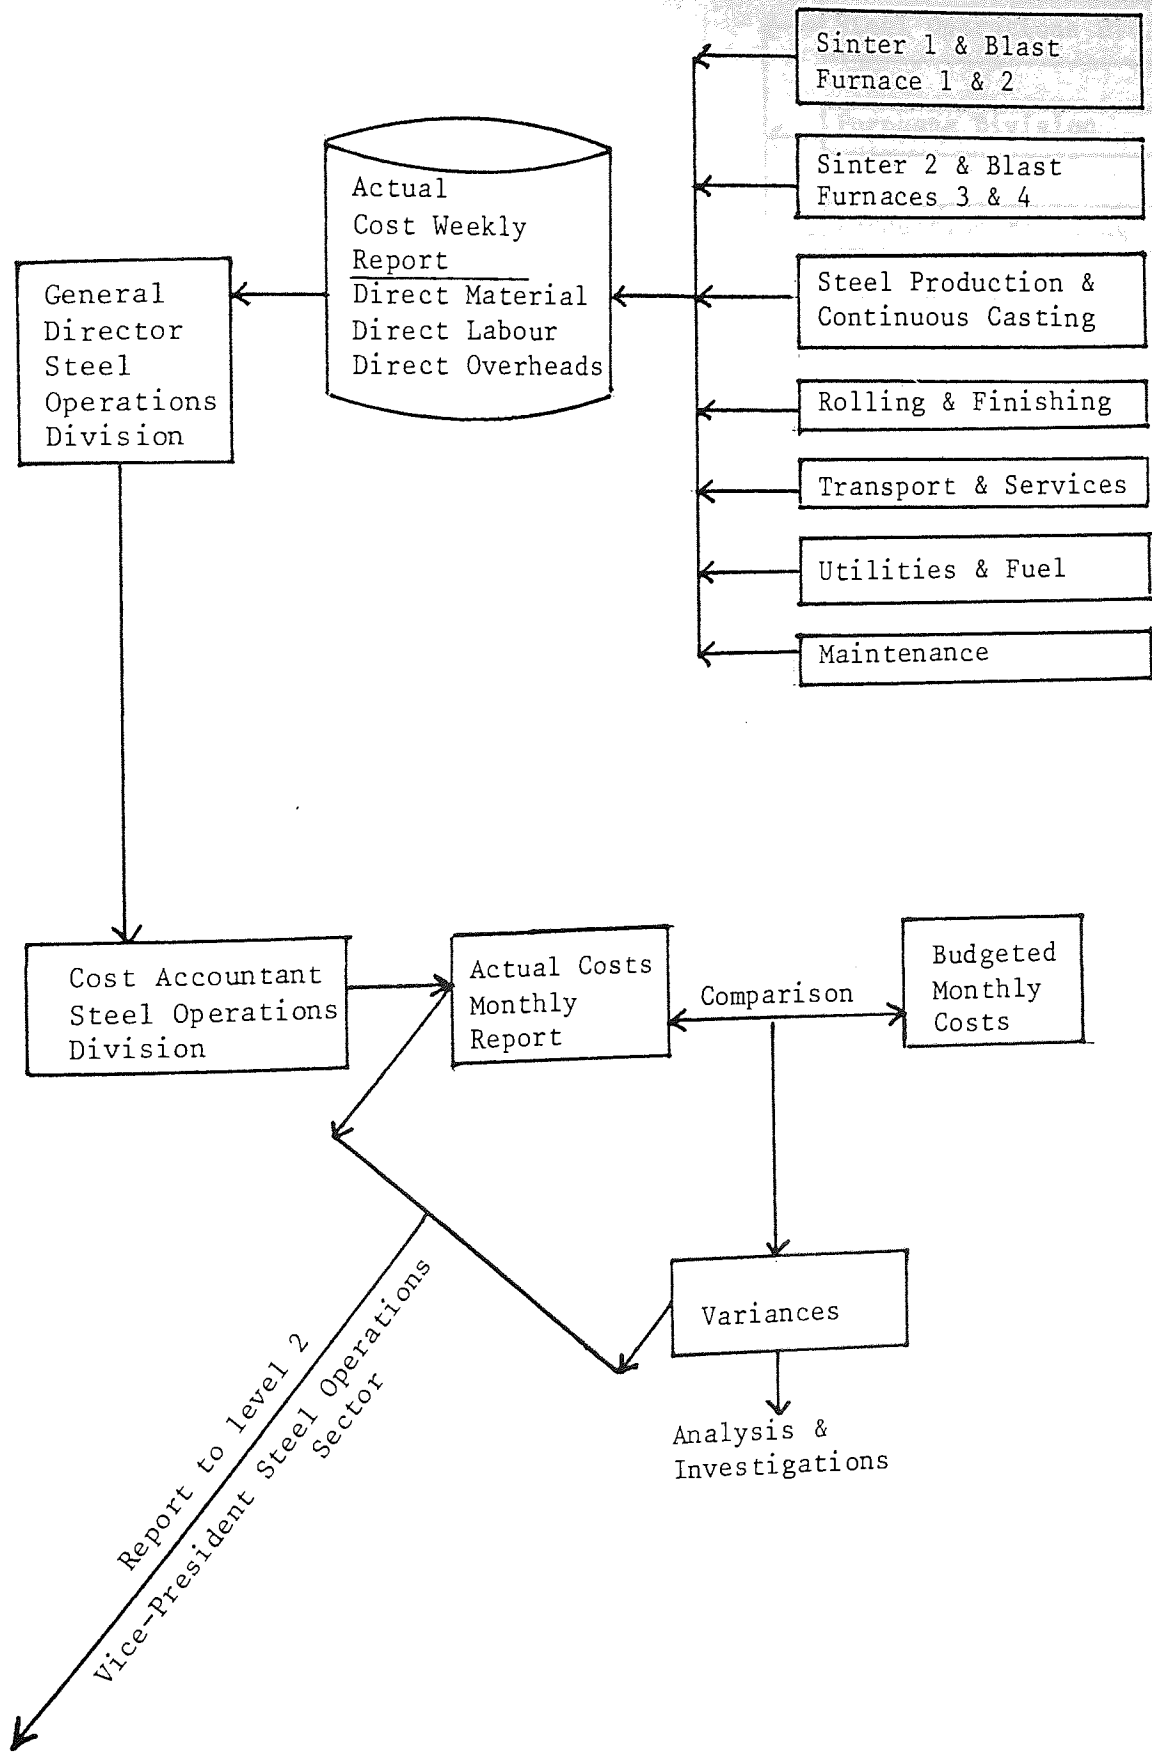 Sinter 1 & Blast
Furnace 1 & 2
Sinter 2 & Blast
Furnaces 3 & 4
Steel Production &
Continuous Casting
Rolling & Finishing
Transport & Services
Utilities & Fuel
Maintenance
Actual
Cost Weekly
Report
Direct Material
Direct Labour
Direct Overheads
General
Director
Steel
Operations
Division
Cost Accountant
Steel Operations
Division
Actual Costs
Monthly
Report
Comparison
Budgeted
Monthly
Costs
Variances
Analysis &
Investigations
Report to level 2
Vice-President Steel Operations
Sector